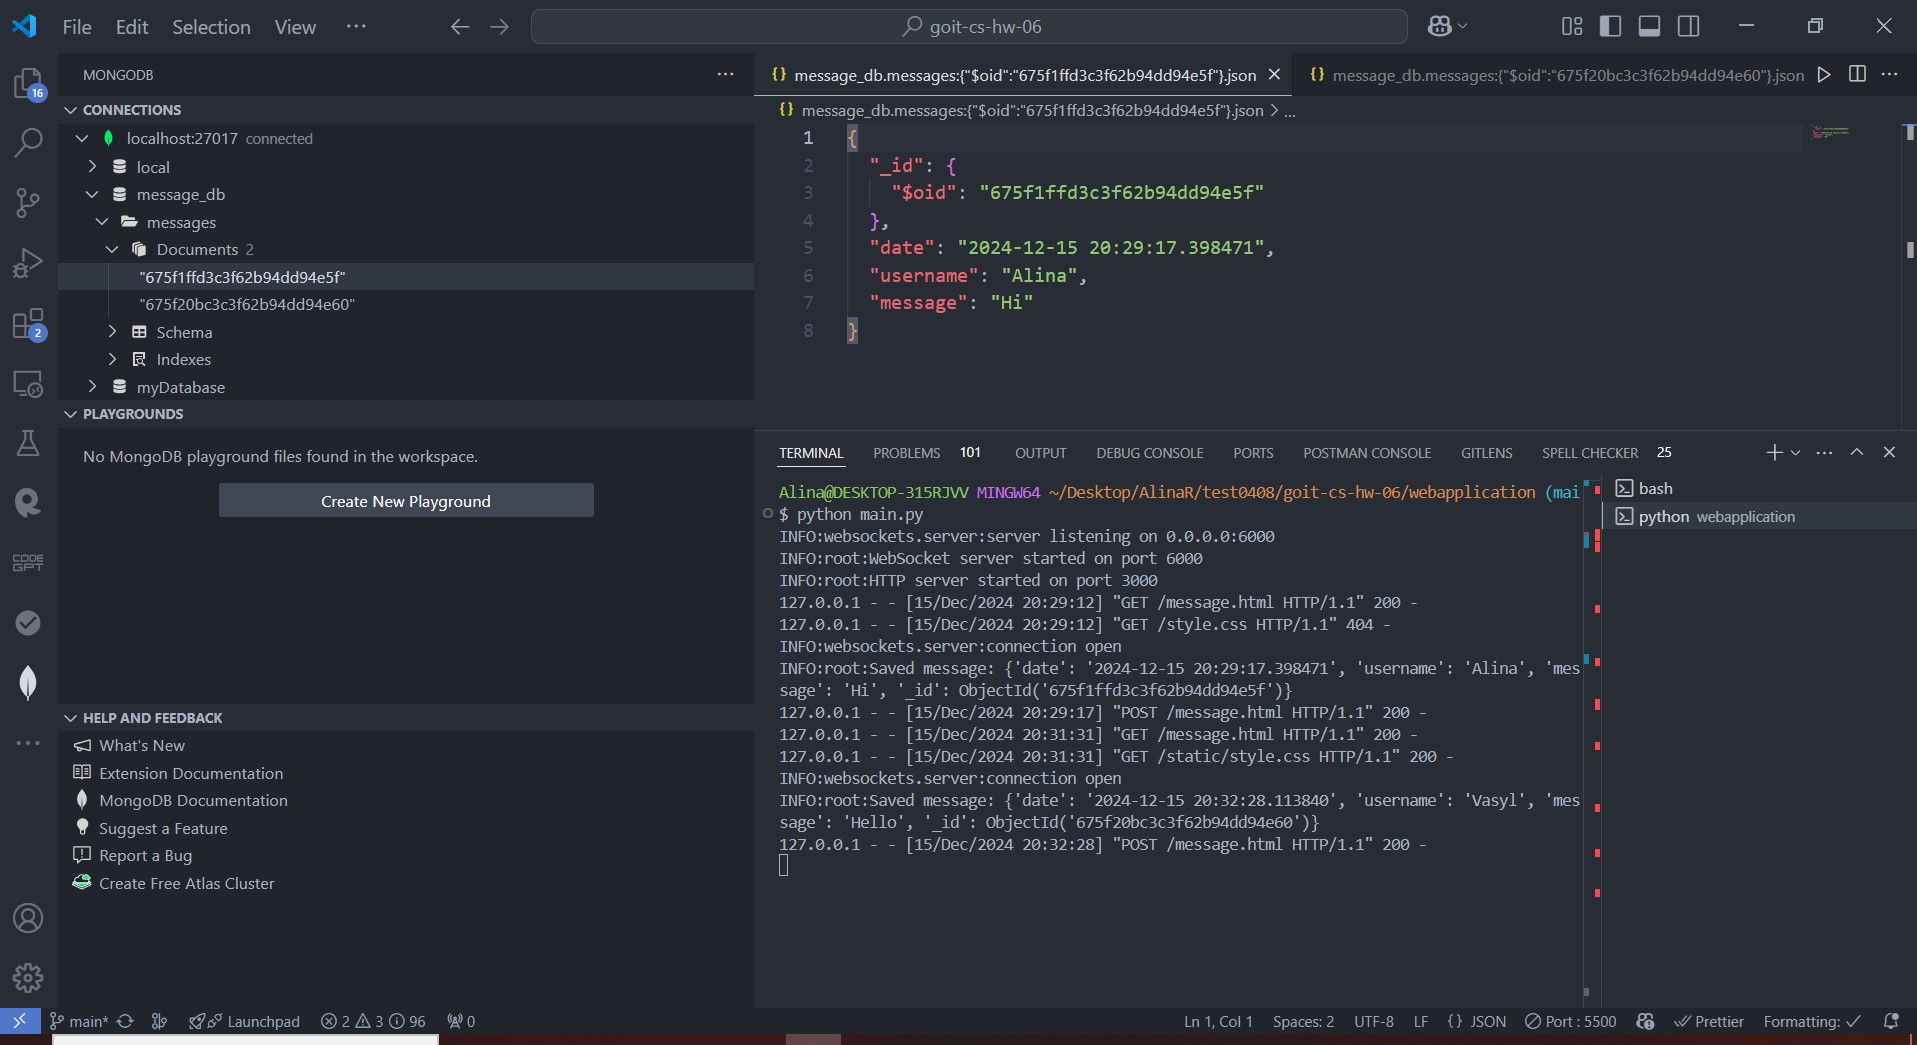 File Edit Selection View ···
goit-cs-hw-06
16
2
CODE
GPT
MONGODB
CONNECTIONS
localhost:27017 connected
local
message_db
messages
Documents 2
"675f1ffd3c3f62b94dd94e5f"
"675f20bc3c3f62b94dd94e60"
Schema
Indexes
myDatabase
PLAYGROUNDS
No MongoDB playground files found in the workspace.
Create New Playground
HELP AND FEEDBACK
What's New
Extension Documentation
MongoDB Documentation
Suggest a Feature
Report a Bug
Create Free Atlas Cluster
{} message_db.messages:{"$oid":"675f1ffd3c3f62b94dd94e5f"}.json
{} message_db.messages:{"$oid":"675f20bc3c3f62b94dd94e60"}.json
{} message_db.messages:{"$oid":"675f1ffd3c3f62b94dd94e5f"}.json > ...
1 {
2 "_id": {
3 "$oid": "675f1ffd3c3f62b94dd94e5f"
4 },
5 "date": "2024-12-15 20:29:17.398471",
6 "username": "Alina",
7 "message": "Hi"
8 }
TERMINAL PROBLEMS 101 OUTPUT DEBUG CONSOLE PORTS POSTMAN CONSOLE GITLENS SPELL CHECKER 25
Alina@DESKTOP-315RJVV MINGW64 ~/Desktop/AlinaR/test0408/goit-cs-hw-06/webapplication (mai
$ python main.py
INFO:websockets.server:server listening on 0.0.0.0:6000
INFO:root:WebSocket server started on port 6000
INFO:root:HTTP server started on port 3000
127.0.0.1 - - [15/Dec/2024 20:29:12] "GET /message.html HTTP/1.1" 200 -
127.0.0.1 - - [15/Dec/2024 20:29:12] "GET /style.css HTTP/1.1" 404 -
INFO:websockets.server:connection open
INFO:root:Saved message: {'date': '2024-12-15 20:29:17.398471', 'username': 'Alina', 'mes
sage': 'Hi', '_id': ObjectId('675f1ffd3c3f62b94dd94e5f')}
127.0.0.1 - - [15/Dec/2024 20:29:17] "POST /message.html HTTP/1.1" 200 -
127.0.0.1 - - [15/Dec/2024 20:31:31] "GET /message.html HTTP/1.1" 200 -
127.0.0.1 - - [15/Dec/2024 20:31:31] "GET /static/style.css HTTP/1.1" 200 -
INFO:websockets.server:connection open
INFO:root:Saved message: {'date': '2024-12-15 20:32:28.113840', 'username': 'Vasyl', 'mes
sage': 'Hello', '_id': ObjectId('675f20bc3c3f62b94dd94e60')}
127.0.0.1 - - [15/Dec/2024 20:32:28] "POST /message.html HTTP/1.1" 200 -
bash
python webapplication
main* Launchpad 2 3 96 0
Ln 1, Col 1 Spaces: 2 UTF-8 LF {} JSON Port : 5500 Prettier Formatting: